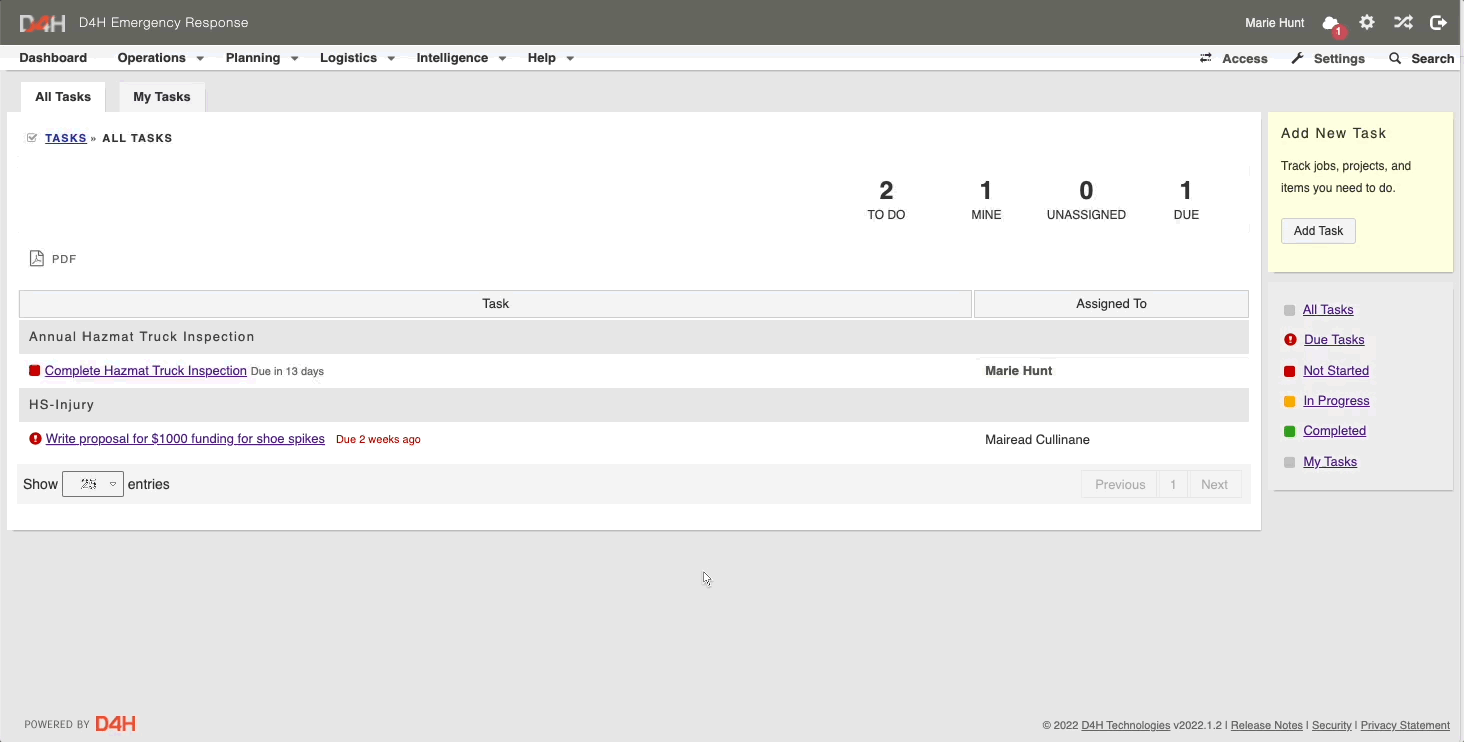 D4H D4H Emergency Response Marie Hunt 1
Dashboard Operations Planning Logistics Intelligence Help Access Settings Search
All Tasks My Tasks
TASKS » ALL TASKS
2 1 0 1
TO DO MINE UNASSIGNED DUE
PDF
Task Assigned To
Annual Hazmat Truck Inspection
Complete Hazmat Truck Inspection Due in 13 days Marie Hunt
HS-Injury
Write proposal for $1000 funding for shoe spikes Due 2 weeks ago Mairead Cullinane
Show 25 entries Previous 1 Next
Add New Task
Track jobs, projects, and
items you need to do.
Add Task
All Tasks
Due Tasks
Not Started
In Progress
Completed
My Tasks
POWERED BY D4H
© 2022 D4H Technologies v2022.1.2 | Release Notes | Security | Privacy Statement